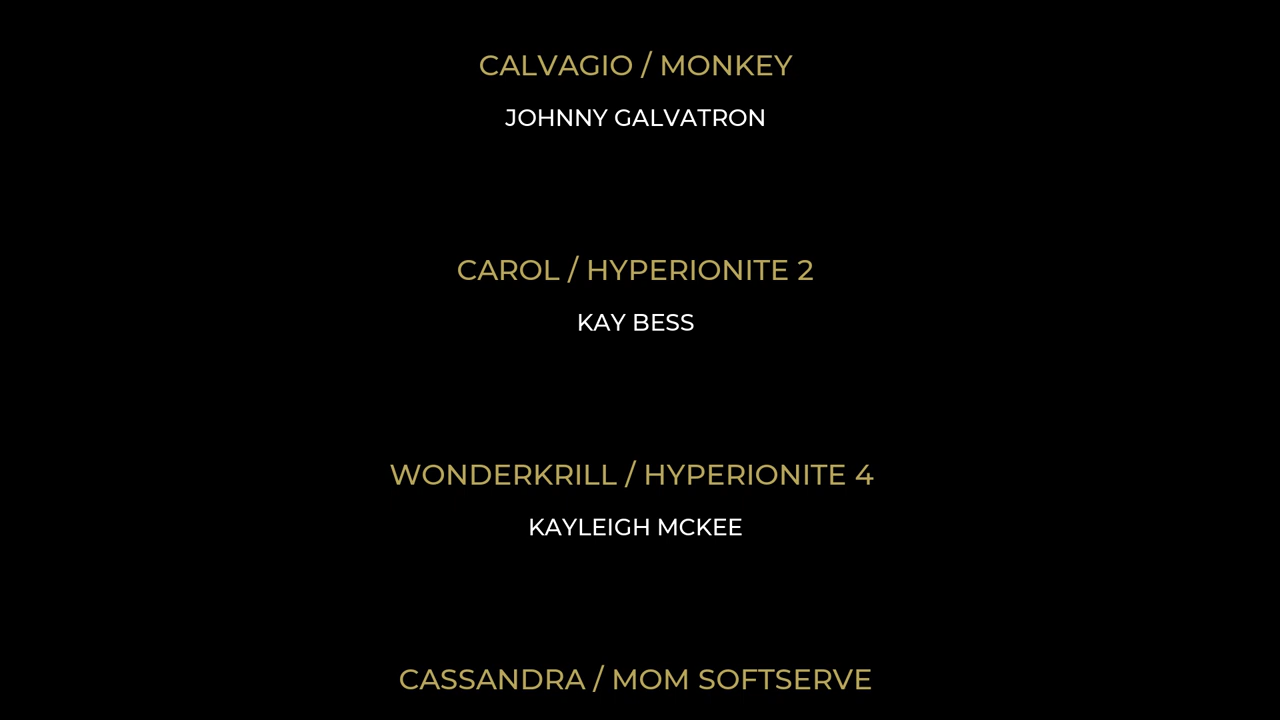 CALVAGIO / MONKEY
JOHNNY GALVATRON
CAROL / HYPERIONITE 2
KAY BESS
WONDERKRILL / HYPERIONITE 4
KAYLEIGH MCKEE
CASSANDRA / MOM SOFTSERVE